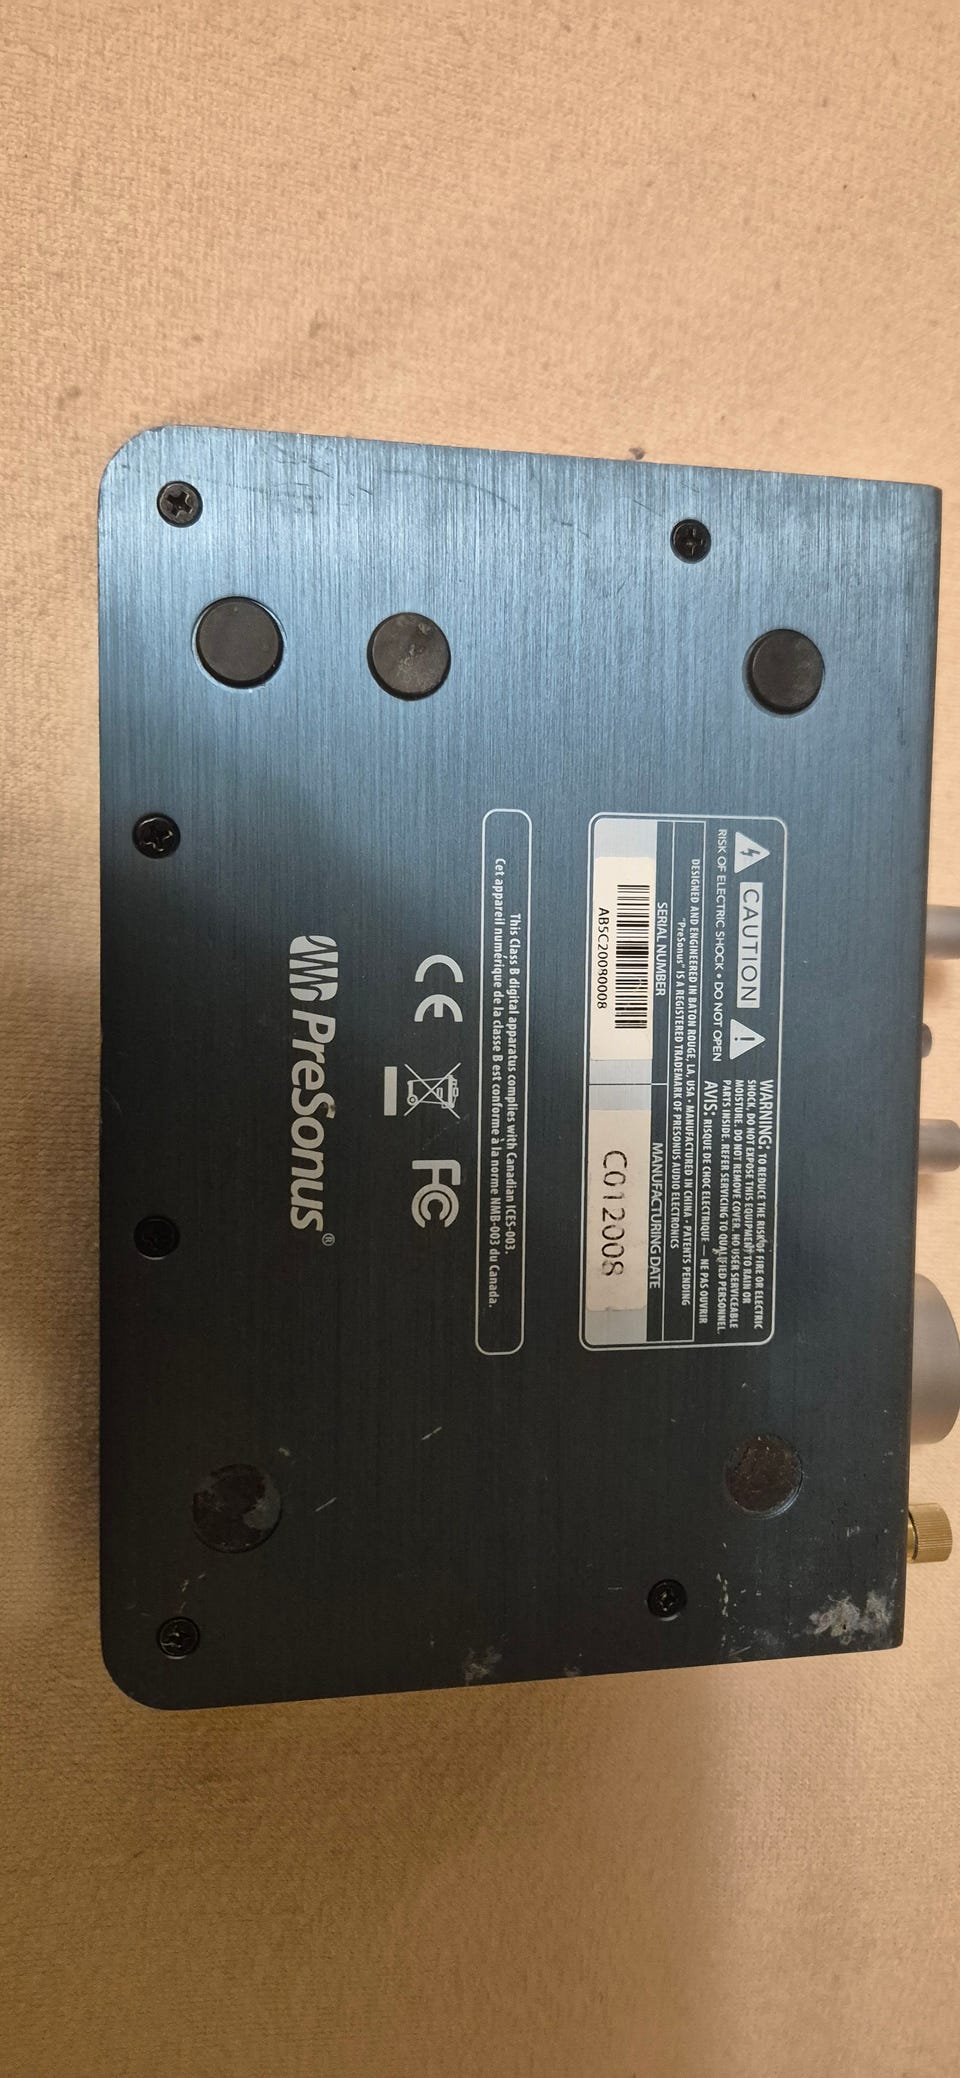 CAUTION
RISK OF ELECTRIC SHOCK • DO NOT OPEN
WARNING: TO REDUCE THE RISK OF FIRE OR ELECTRIC
SHOCK, DO NOT EXPOSE THIS EQUIPMENT TO RAIN OR
MOISTURE. DO NOT REMOVE COVER. NO USER SERVICEABLE
PARTS INSIDE. REFER SERVICING TO QUALIFIED PERSONNEL.
AVIS: RISQUE DE CHOC ELECTRIQUE — NE PAS OUVRIR
DESIGNED AND ENGINEERED IN BATON ROUGE, LA, USA • MANUFACTURED IN CHINA • PATENTS PENDING
"PreSonus" IS A REGISTERED TRADEMARK OF PRESONUS AUDIO ELECTRONICS
SERIAL NUMBER
AB5C20080008
MANUFACTURING DATE
C012008
This Class B digital apparatus complies with Canadian ICES-003.
Cet appareil numérique de la classe B est conforme à la norme NMB-003 du Canada.
CE FC
PreSonus®